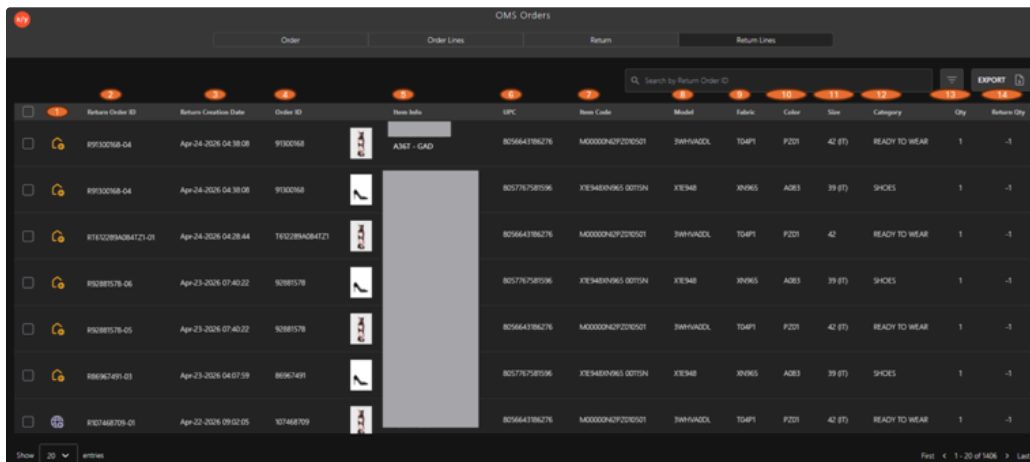 x/y
OMS Orders
Order Order Lines Return Return Lines
Search by Return Order ID EXPORT
1 2 3 4 5 6 7 8 9 10 11 12 13 14
Return Order ID Return Creation Date Order ID Item Info UPC Item Code Model Fabric Color Size Category Qty Return Qty
R91300168-04 Apr-24-2026 04:38:08 91300168 A36T - GAD 8056643186276 M00000NI2PZ010501 3WHVA0DL T04P1 PZ01 42 (IT) READY TO WEAR 1 -1
R91300168-04 Apr-24-2026 04:38:08 91300168 8057767581596 X1E948XN965 00115N X1E948 XN965 A083 39 (IT) SHOES 1 -1
RT612289A084TZ1-01 Apr-24-2026 04:28:44 T612289A084TZ1 8056643186276 M00000NI2PZ010501 3WHVA0DL T04P1 PZ01 42 READY TO WEAR 1 -1
R92881578-06 Apr-23-2026 07:40:22 92881578 8057767581596 X1E948XN965 00115N X1E948 XN965 A083 39 (IT) SHOES 1 -1
R92881578-05 Apr-23-2026 07:40:22 92881578 8056643186276 M00000NI2PZ010501 3WHVA0DL T04P1 PZ01 42 (IT) READY TO WEAR 1 -1
R86967491-03 Apr-23-2026 04:07:59 86967491 8057767581596 X1E948XN965 00115N X1E948 XN965 A083 39 (IT) SHOES 1 -1
R107468709-01 Apr-22-2026 09:02:05 107468709 8056643186276 M00000NI2PZ010501 3WHVA0DL T04P1 PZ01 42 (IT) READY TO WEAR 1 -1
Show 20 entries First < 1 - 20 of 1406 > Last